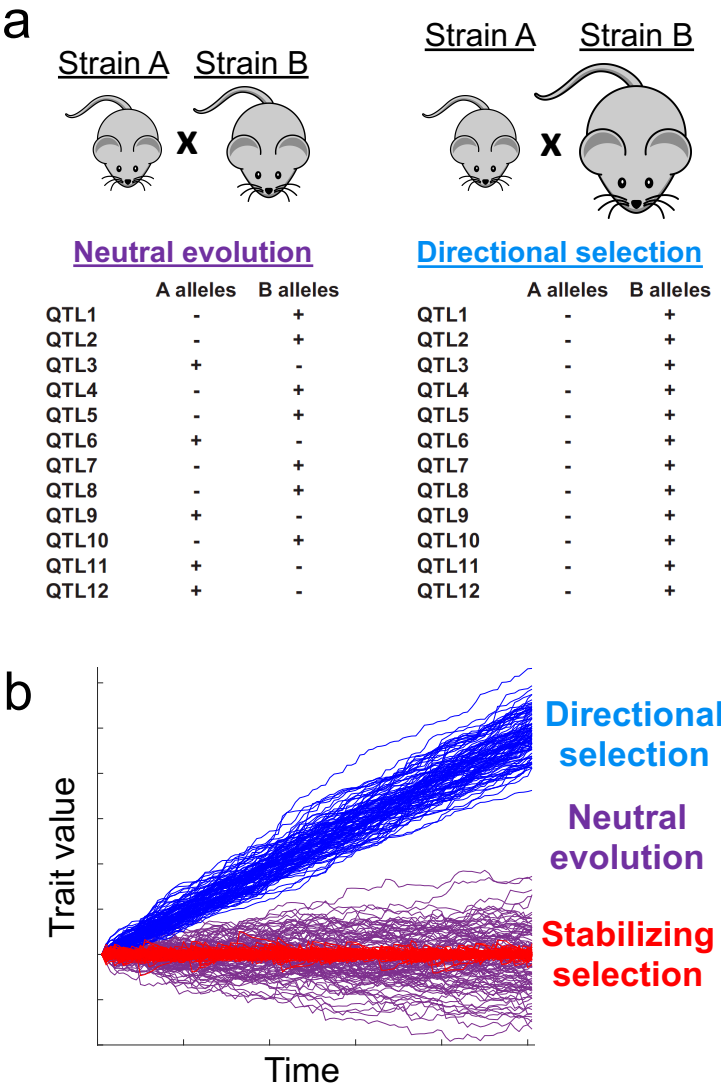 a
Strain A Strain B
x
Strain A Strain B
x
Neutral evolution
A alleles B alleles
QTL1 - +
QTL2 - +
QTL3 + -
QTL4 - +
QTL5 - +
QTL6 + -
QTL7 - +
QTL8 - +
QTL9 + -
QTL10 - +
QTL11 + -
QTL12 + -
Directional selection
A alleles B alleles
QTL1 - +
QTL2 - +
QTL3 - +
QTL4 - +
QTL5 - +
QTL6 - +
QTL7 - +
QTL8 - +
QTL9 - +
QTL10 - +
QTL11 - +
QTL12 - +
b
Trait value
Time
Directional
selection
Neutral
evolution
Stabilizing
selection